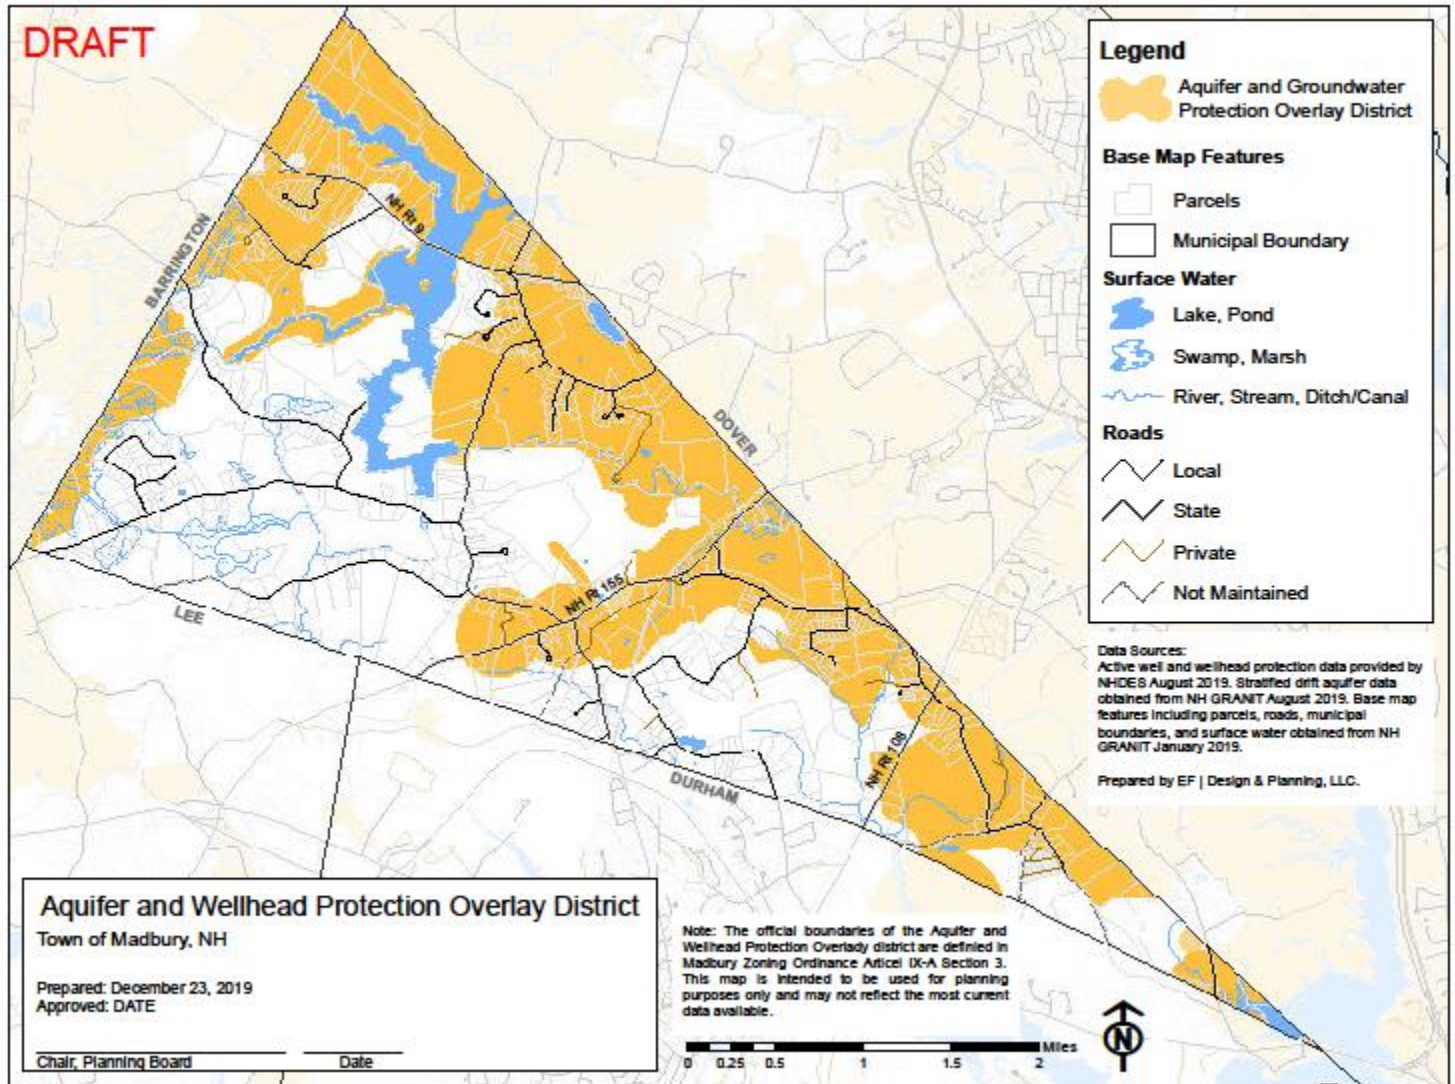 DRAFT
NH Rt 9
BARRINGTON
DOVER
NH Rt 155
LEE
NH Rt 108
DURHAM
Legend
Aquifer and Groundwater
Protection Overlay District
Base Map Features
Parcels
Municipal Boundary
Surface Water
Lake, Pond
Swamp, Marsh
River, Stream, Ditch/Canal
Roads
Local
State
Private
Not Maintained
Data Sources:
Active well and wellhead protection data provided by
NHDES August 2019. Stratified drift aquifer data
obtained from NH GRANIT August 2019. Base map
features including parcels, roads, municipal
boundaries, and surface water obtained from NH
GRANIT January 2019.
Prepared by EF | Design & Planning, LLC.
Aquifer and Wellhead Protection Overlay District
Town of Madbury, NH
Prepared: December 23, 2019
Approved: DATE
Chair, Planning Board Date
Note: The official boundaries of the Aquifer and
Wellhead Protection Overlady district are definied in
Madbury Zoning Ordinance Articel IX-A Section 3.
This map is intended to be used for planning
purposes only and may not reflect the most current
data available.
Miles
0 0.25 0.5 1 1.5 2
N